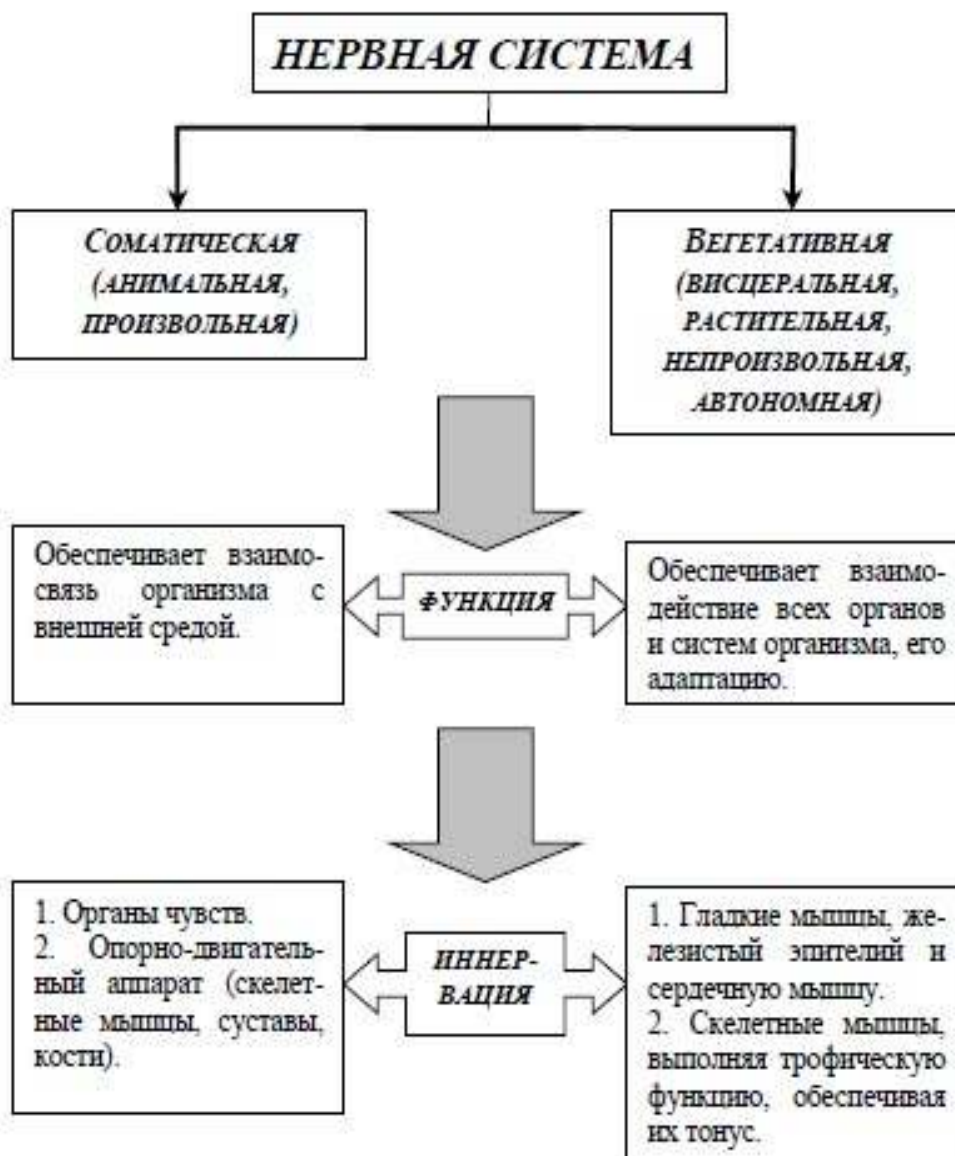 НЕРВНАЯ СИСТЕМА
СОМАТИЧЕСКАЯ
(АНИМАЛЬНАЯ,
ПРОИЗВОЛЬНАЯ)
ВЕГЕТАТИВНАЯ
(ВИСЦЕРАЛЬНАЯ,
РАСТИТЕЛЬНАЯ,
НЕПРОИЗВОЛЬНАЯ,
АВТОНОМНАЯ)
Обеспечивает взаимо-
связь организма с
внешней средой.
ФУНКЦИЯ
Обеспечивает взаимо-
действие всех органов
и систем организма, его
адаптацию.
1. Органы чувств.
2. Опорно-двигатель-
ный аппарат (скелет-
ные мышцы, суставы,
кости).
ИННЕР-
ВАЦИЯ
1. Гладкие мышцы, же-
лезистый эпителий и
сердечную мышцу.
2. Скелетные мышцы,
выполняя трофическую
функцию, обеспечивая
их тонус.